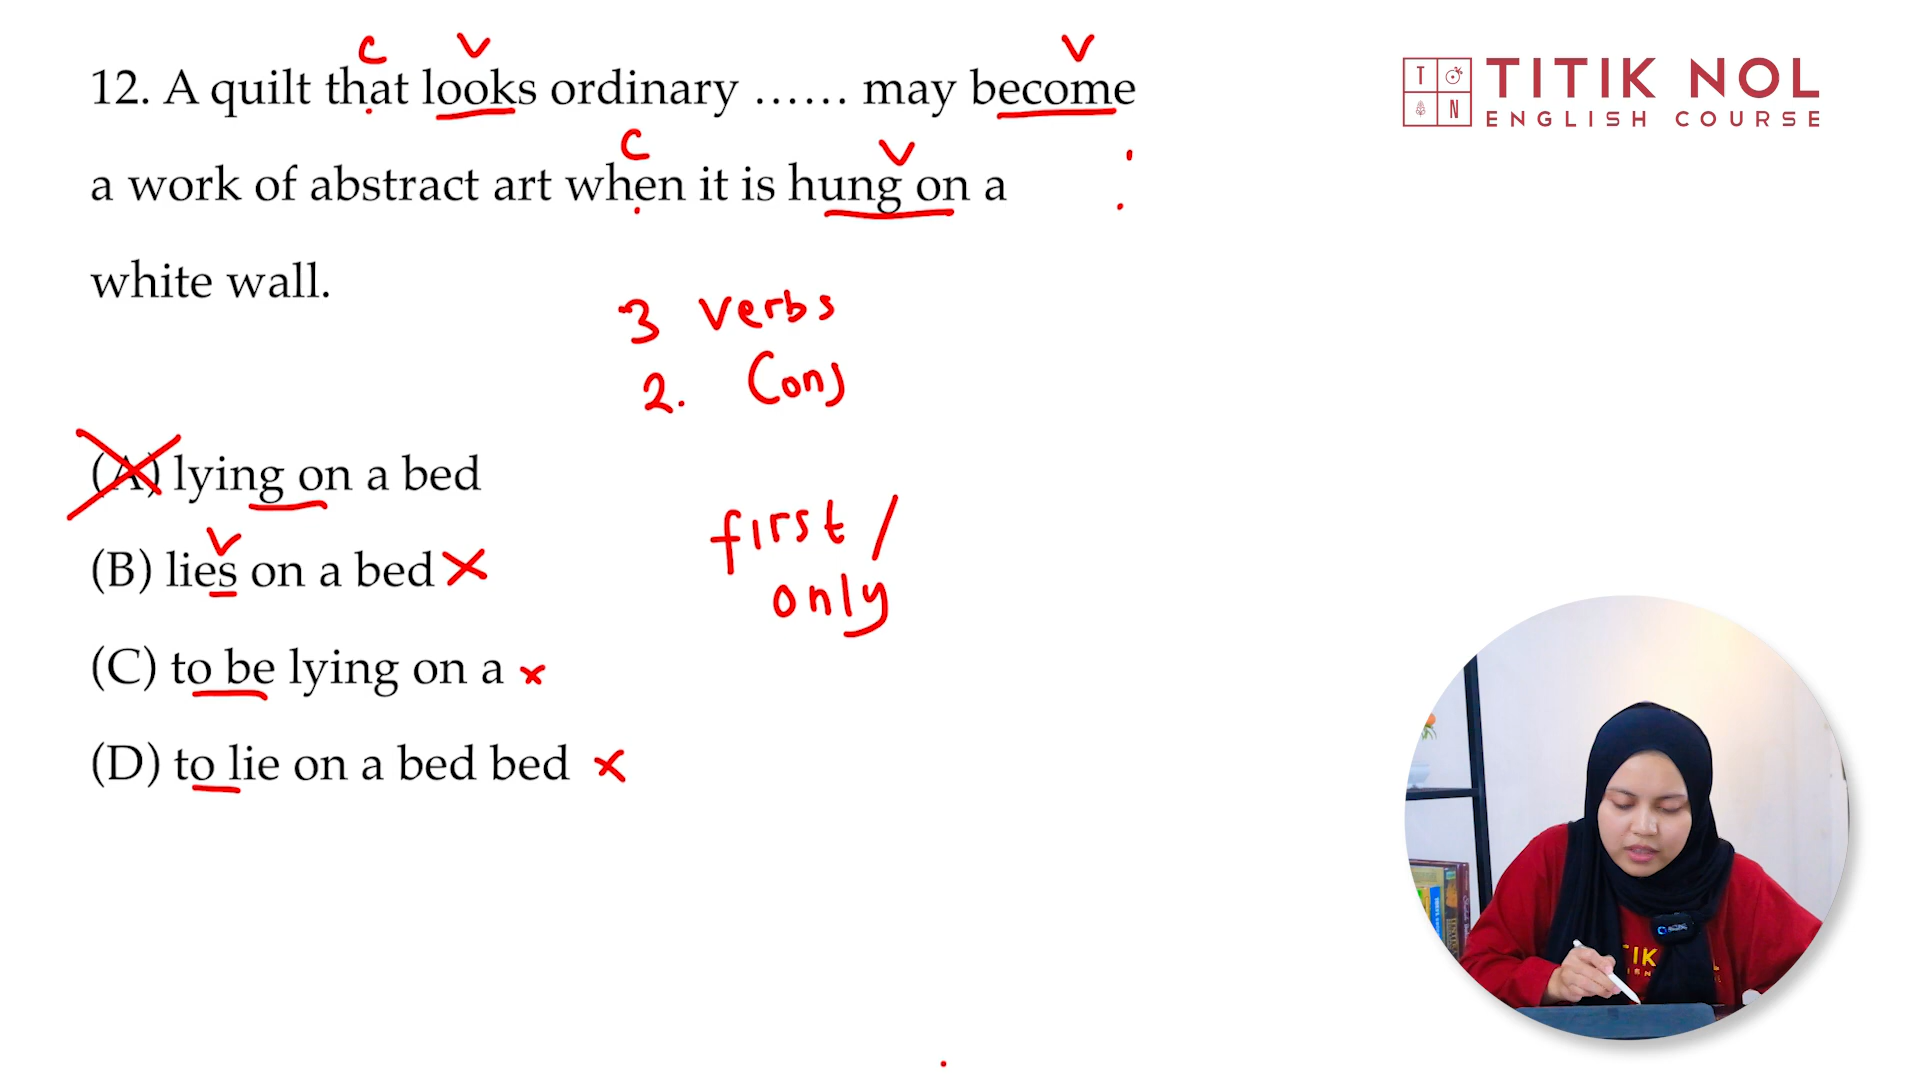 C V V
12. A quilt that looks ordinary ...... may become
C V
a work of abstract art when it is hung on a
white wall.
3 verbs
2. Conj
(A) lying on a bed
V
(B) lies on a bed X
first /
only
(C) to be lying on a x
(D) to lie on a bed bed x
T N
TITIK NOL
ENGLISH COURSE
TIK